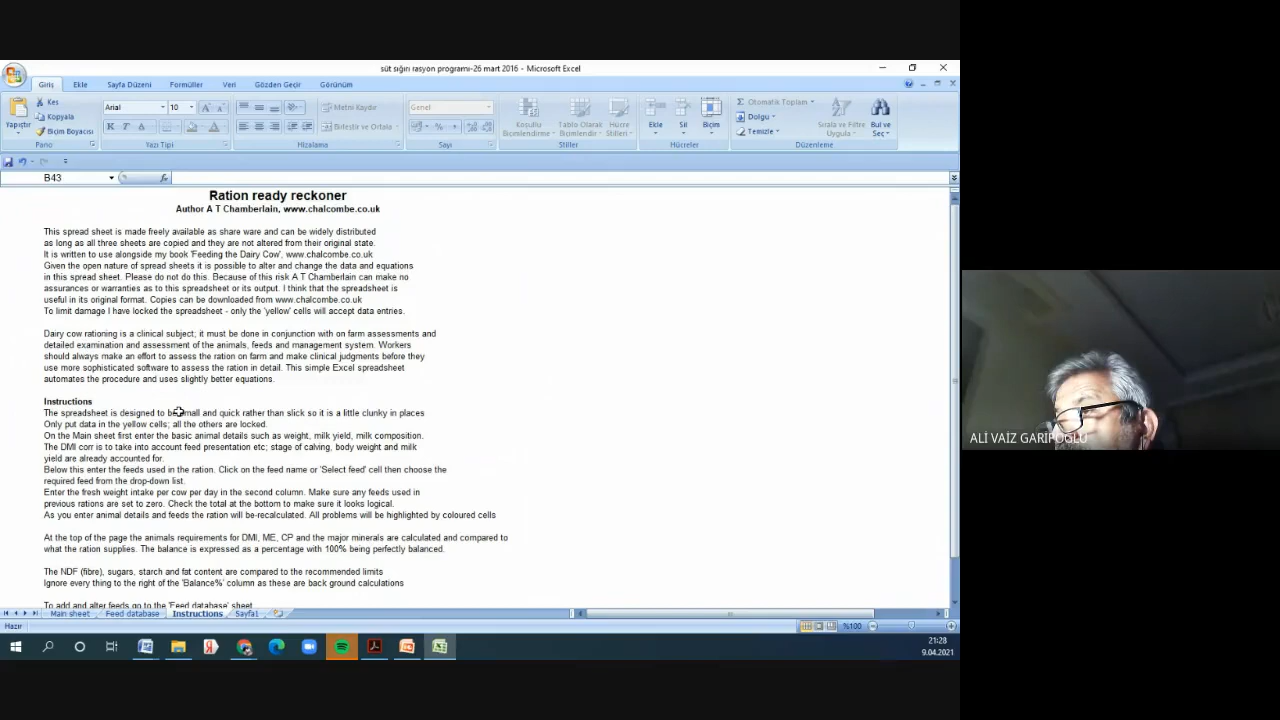 süt sığırı rasyon programı-26 mart 2016 - Microsoft Excel
Giriş Ekle Sayfa Düzeni Formüller Veri Gözden Geçir Görünüm
Yapıştır
Kes
Kopyala
Biçim Boyacısı
Pano
Arial 10
Yazı Tipi
Metni Kaydır
Birleştir ve Ortala
Hizalama
Genel
Sayı
Koşullu Biçimlendirme
Tablo Olarak Biçimlendir
Hücre Stilleri
Stiller
Ekle Sil Biçim
Hücreler
Otomatik Toplam
Dolgu
Temizle
Sırala ve Filtre Uygula
Bul ve Seç
Düzenleme
B43 fx
Ration ready reckoner
Author A T Chamberlain, www.chalcombe.co.uk
This spread sheet is made freely available as share ware and can be widely distributed
as long as all three sheets are copied and they are not altered from their original state.
It is written to use alongside my book 'Feeding the Dairy Cow', www.chalcombe.co.uk
Given the open nature of spread sheets it is possible to alter and change the data and equations
in this spread sheet. Please do not do this. Because of this risk A T Chamberlain can make no
assurances or warranties as to this spreadsheet or its output. I think that the spreadsheet is
useful in its original format. Copies can be downloaded from www.chalcombe.co.uk
To limit damage I have locked the spreadsheet - only the 'yellow' cells will accept data entries.
Dairy cow rationing is a clinical subject; it must be done in conjunction with on farm assessments and
detailed examination and assessment of the animals, feeds and management system. Workers
should always make an effort to assess the ration on farm and make clinical judgments before they
use more sophisticated software to assess the ration in detail. This simple Excel spreadsheet
automates the procedure and uses slightly better equations.
Instructions
The spreadsheet is designed to be small and quick rather than slick so it is a little clunky in places
Only put data in the yellow cells; all the others are locked.
On the Main sheet first enter the basic animal details such as weight, milk yield, milk composition.
The DMI corr is to take into account feed presentation etc; stage of calving, body weight and milk
yield are already accounted for.
Below this enter the feeds used in the ration. Click on the feed name or 'Select feed' cell then choose the
required feed from the drop-down list.
Enter the fresh weight intake per cow per day in the second column. Make sure any feeds used in
previous rations are set to zero. Check the total at the bottom to make sure it looks logical.
As you enter animal details and feeds the ration will be-recalculated. All problems will be highlighted by coloured cells
At the top of the page the animals requirements for DMI, ME, CP and the major minerals are calculated and compared to
what the ration supplies. The balance is expressed as a percentage with 100% being perfectly balanced.
The NDF (fibre), sugars, starch and fat content are compared to the recommended limits
Ignore every thing to the right of the 'Balance%' column as these are back ground calculations
To add and alter feeds go to the 'Feed database' sheet
Main sheet Feed database Instructions Sayfa1
Hazır %100
21:28
9.04.2021
ALİ VAİZ GARİPOĞLU